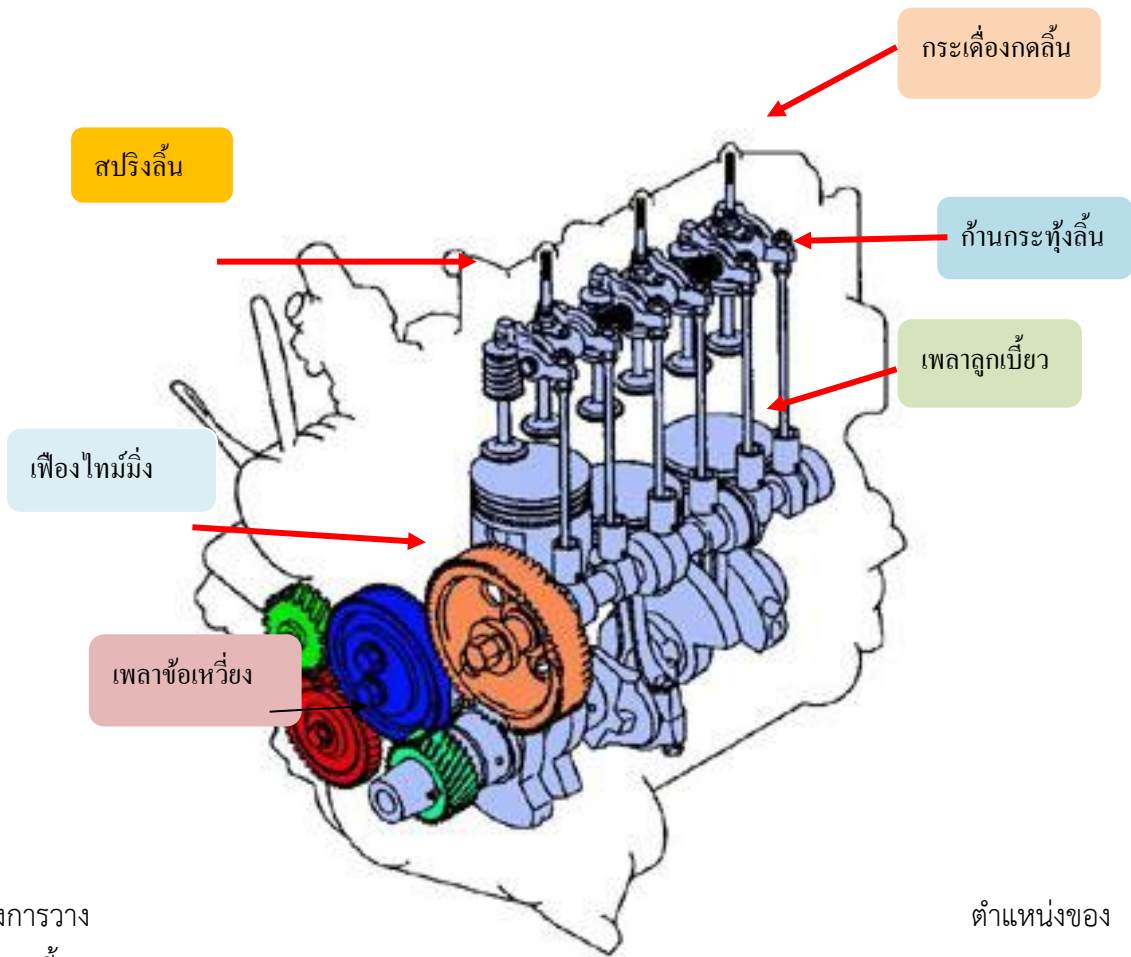 กระเดื่องกดลิ้น
สปริงลิ้น
ก้านกระทุ้งลิ้น
เพลาลูกเบี้ยว
เฟืองไทม์มิ่ง
เพลาข้อเหวี่ยง
งการวาง
ตำแหน่งของ